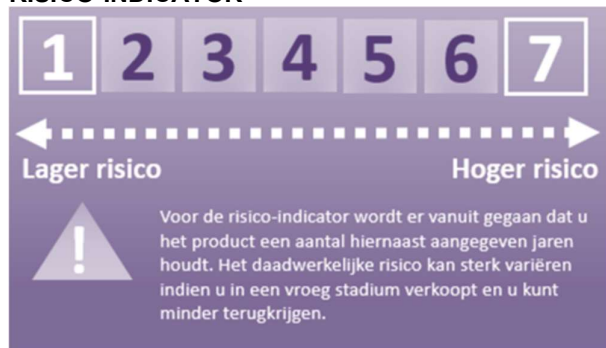 RISICO-INDICATOR
1 2 3 4 5 6 7
Lager risico Hoger risico
Voor de risico-indicator wordt er vanuit gegaan dat u
het product een aantal hiernaast aangegeven jaren
houdt. Het daadwerkelijke risico kan sterk variëren
indien u in een vroeg stadium verkoopt en u kunt
minder terugkrijgen.